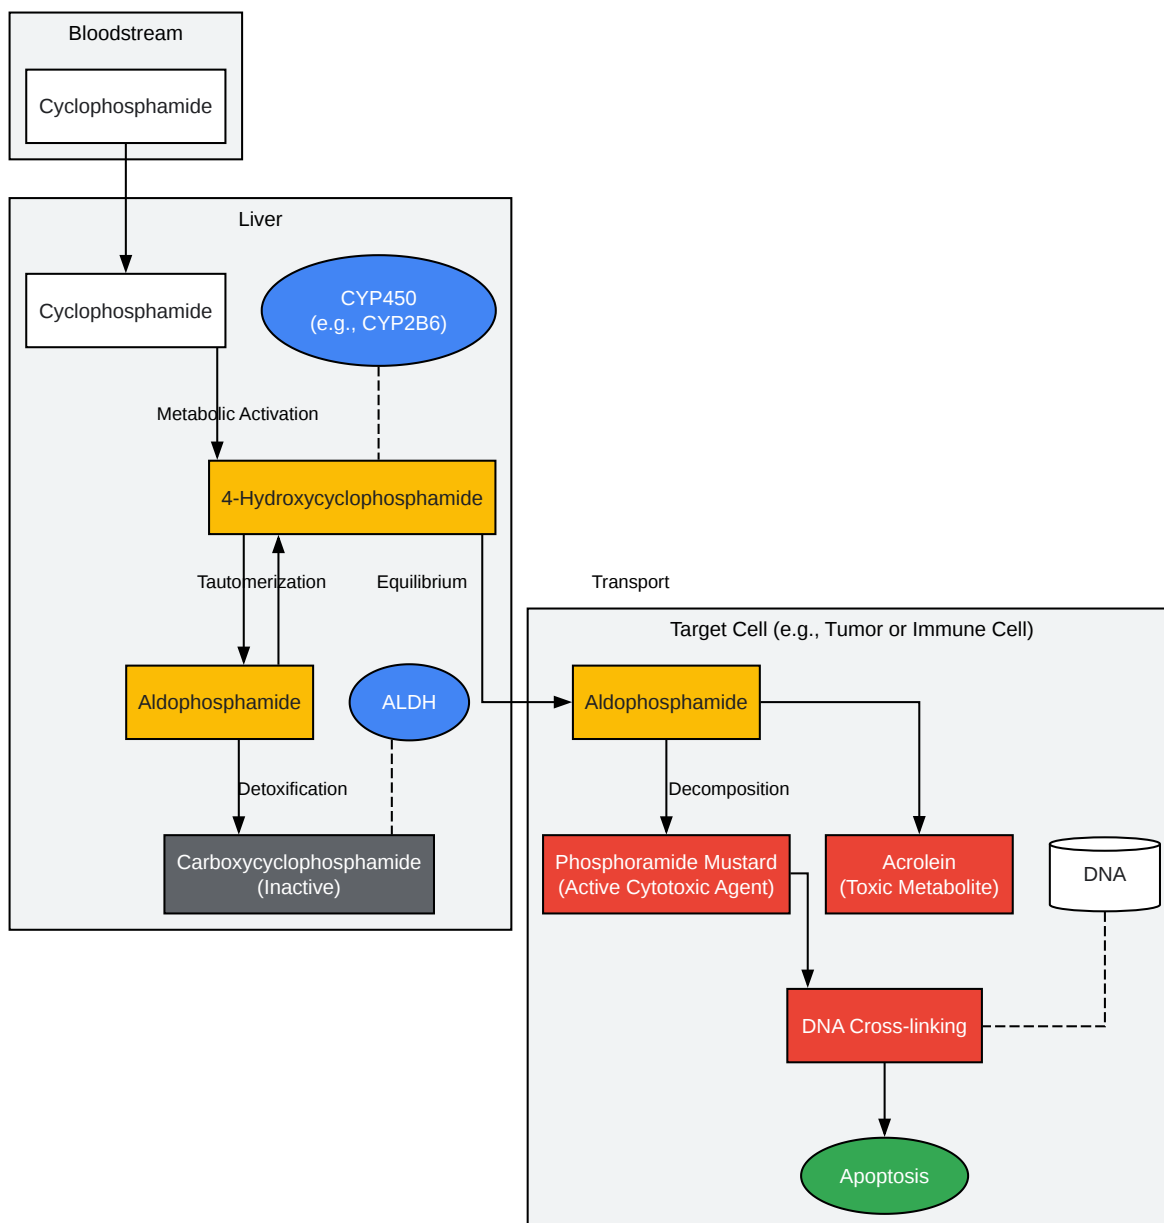 Bloodstream
Cyclophosphamide
Liver
Cyclophosphamide
CYP450
(e.g., CYP2B6)
Metabolic Activation
4-Hydroxycyclophosphamide
Tautomerization
Equilibrium
Transport
Target Cell (e.g., Tumor or Immune Cell)
Aldophosphamide
ALDH
Aldophosphamide
Detoxification
Decomposition
Carboxycyclophosphamide
(Inactive)
Phosphoramide Mustard
(Active Cytotoxic Agent)
Acrolein
(Toxic Metabolite)
DNA
DNA Cross-linking
Apoptosis